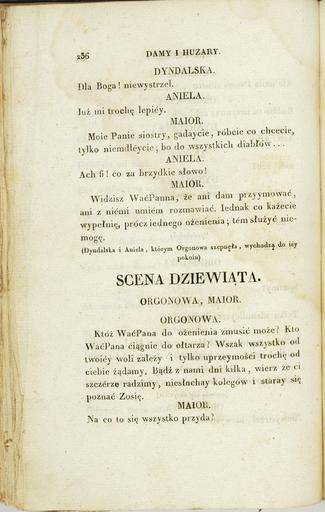 236 DAMY I HUZARY.
DYNDALSKA.
Dla Boga! niewystrzel.
ANIELA.
Iuż mi trochę lepiéy.
MAIOR.
Moie Panie siostry, gadaycie, róbcie co chcecie,
tylko niemdléycie; bo do wszystkich diabłów...
ANIELA.
Ach fi! co za brzydkie słowo!
MAIOR.
Widzisz WaćPanna, że ani dam przyymować,
ani z niémi umiém rozmawiać. Iednak co każecie
wypełnię, prócz iednego ożenienia; tém służyć nie-
mogę.
(Dyndalska i Aniela, którym Orgonowa szepnęła, wychodzą do iéy
pokoiu)
SCENA DZIEWIĄTA.
ORGONOWA, MAIOR.
ORGONOWA.
Któż WaćPana do ożenienia zmusić może? Kto
WaćPana ciągnie do ołtarza? Wszak wszystko od
twoiéy woli zależy i tylko uprzeymości trochę od
ciebie żądamy. Bądź z nami dni kilka, wierz że ci
szczérze radzimy, niesłuchay kolegów i staray się
poznać Zosię.
MAIOR.
Na co to się wszystko przyda?